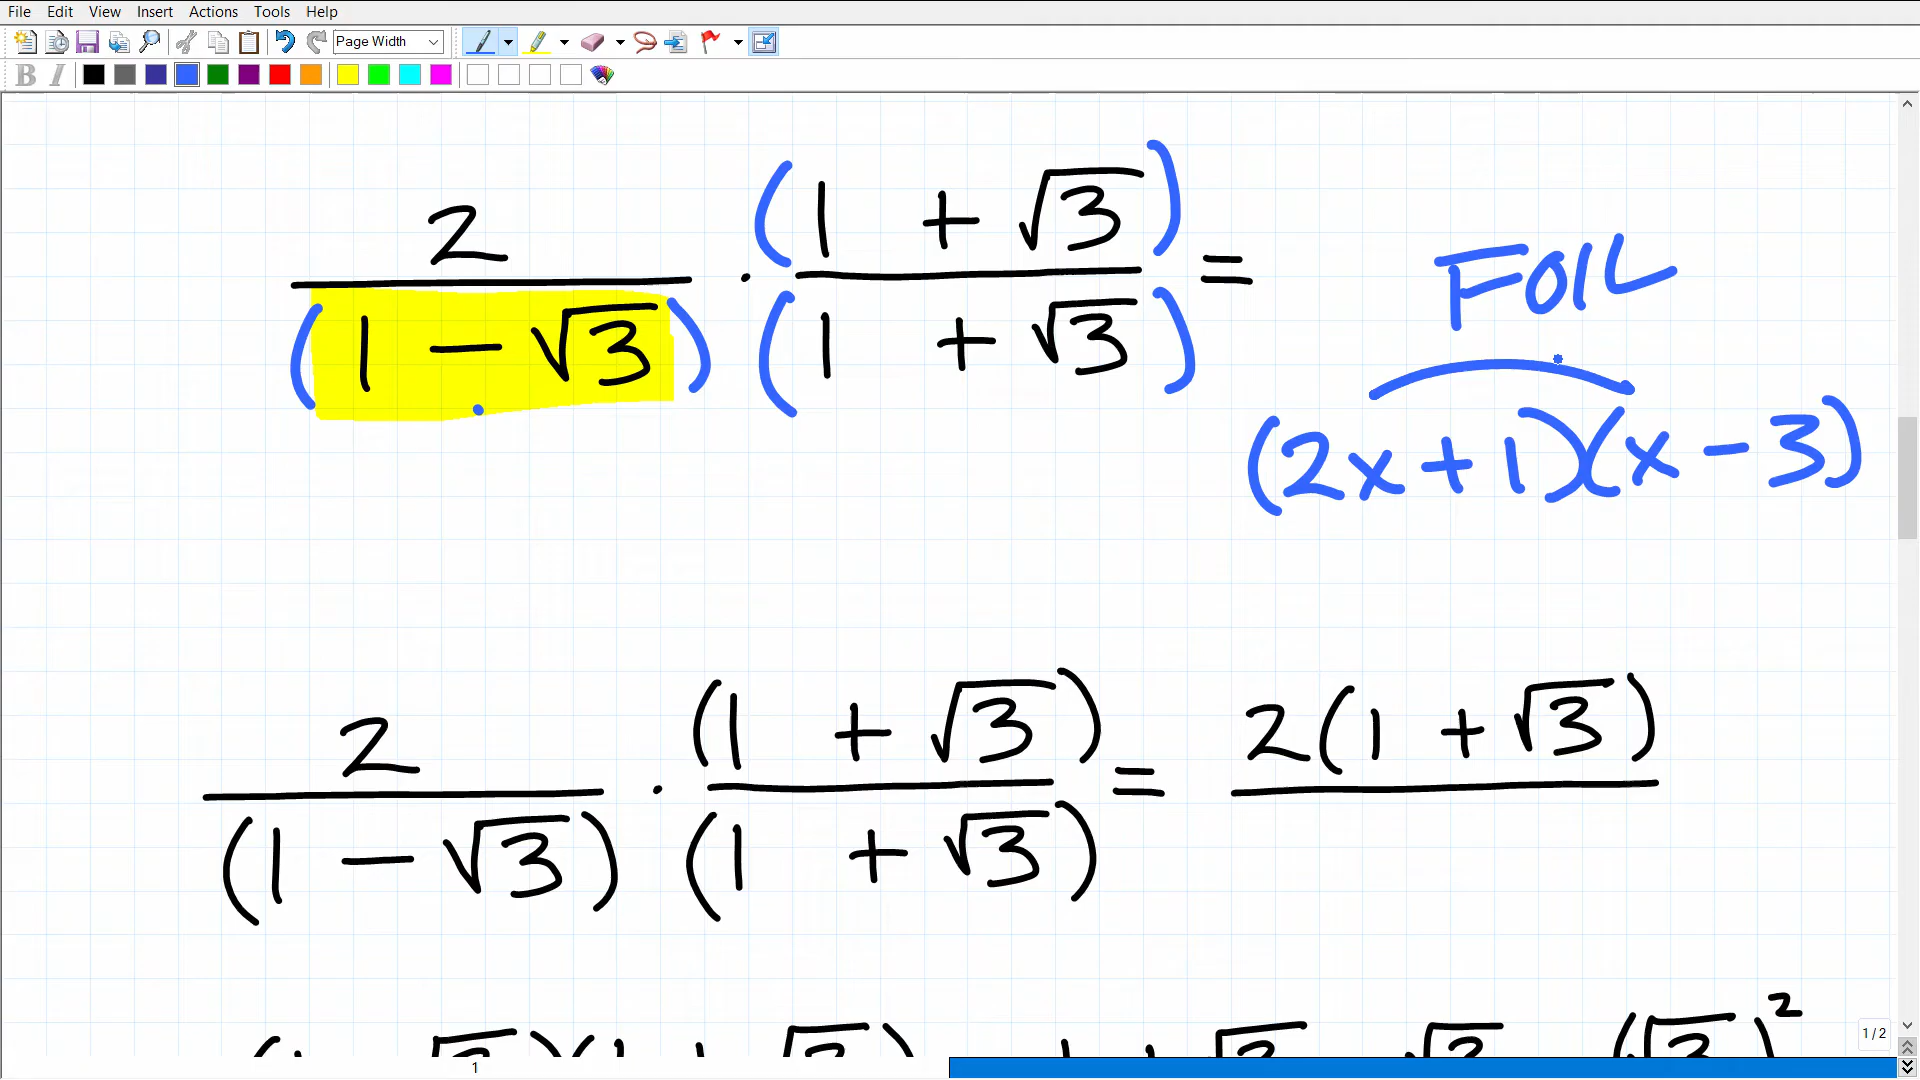 File Edit View Insert Actions Tools Help
Page Width
B I
2 / (1 − √3) · (1 + √3) / (1 + √3) =
FOIL
(2x + 1)(x − 3)
2 / (1 − √3) · (1 + √3) / (1 + √3) = 2(1 + √3)
1 / 2
1